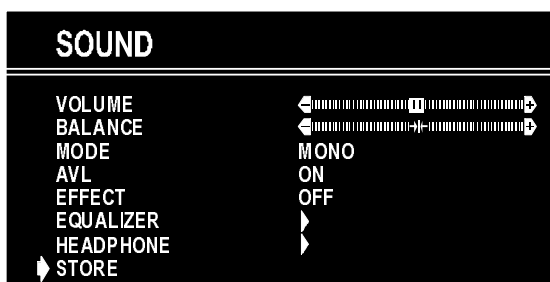 SOUND
VOLUME
BALANCE
MODE MONO
AVL ON
EFFECT OFF
EQUALIZER
HEADPHONE
STORE